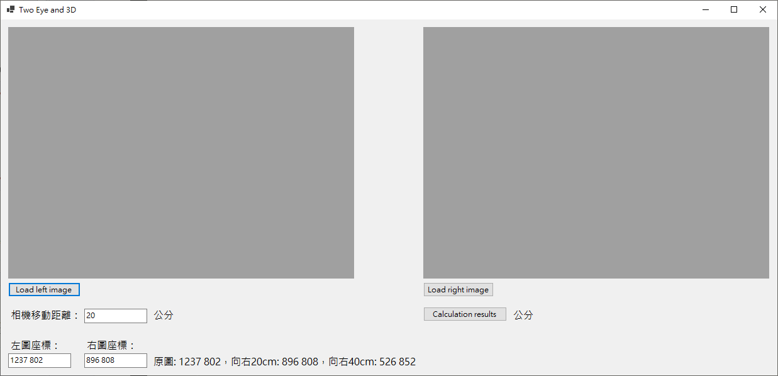 Two Eye and 3D
Load left image
Load right image
相機移動距離： 20 公分
Calculation results 公分
左圖座標： 右圖座標：
1237 802 896 808 原圖: 1237 802，向右20cm: 896 808，向右40cm: 526 852